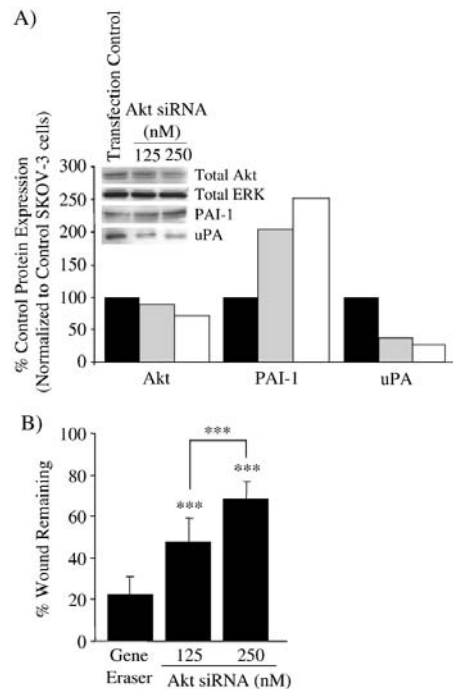 A)
Transfection Control
Akt siRNA
(nM)
125 250
Total Akt
Total ERK
PAI-1
uPA
% Control Protein Expression
(Normalized to Control SKOV-3 cells)
300
250
200
150
100
50
0
Akt PAI-1 uPA
B)
% Wound Remaining
100
80
60
40
20
0
***
*** ***
Gene
Eraser
125 250
Akt siRNA (nM)